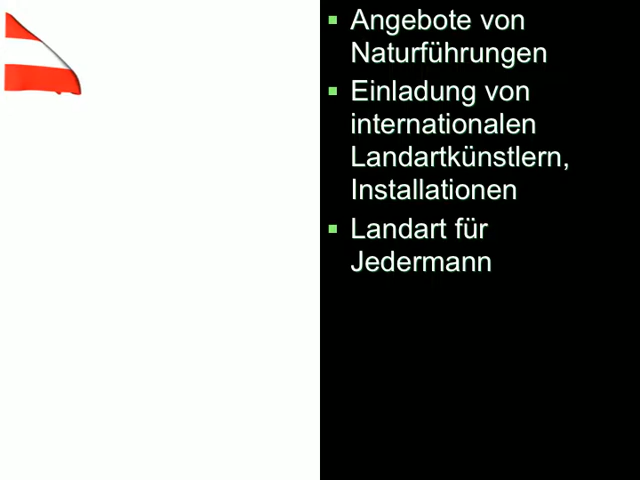 Angebote von
Naturführungen
Einladung von
internationalen
Landartkünstlern,
Installationen
Landart für
Jedermann